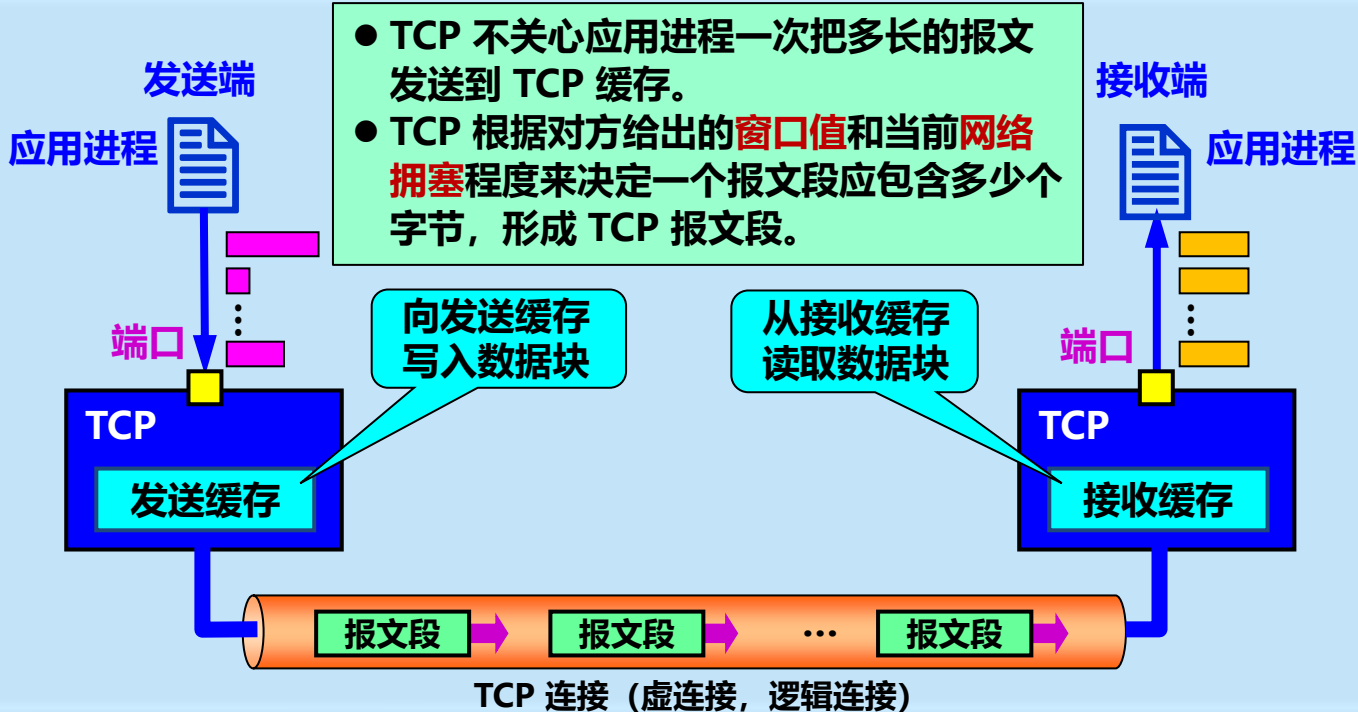 ● TCP 不关心应用进程一次把多长的报文
发送到 TCP 缓存。
● TCP 根据对方给出的窗口值和当前网络
拥塞程度来决定一个报文段应包含多少个
字节，形成 TCP 报文段。
发送端
应用进程
接收端
应用进程
向发送缓存
写入数据块
从接收缓存
读取数据块
端口
⋮
端口
⋮
TCP
发送缓存
TCP
接收缓存
报文段
报文段
…
报文段
TCP 连接（虚连接，逻辑连接）